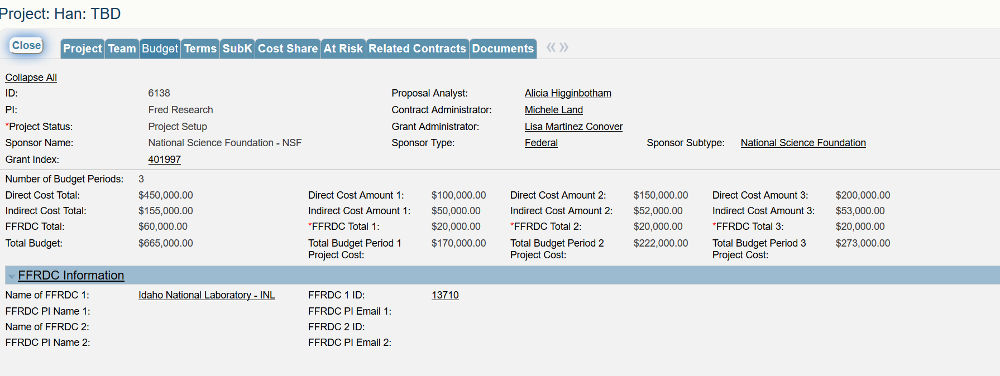 Project: Han: TBD
Close Project Team Budget Terms SubK Cost Share At Risk Related Contracts Documents « »
Collapse All
ID: 6138 Proposal Analyst: Alicia Higginbotham
PI: Fred Research Contract Administrator: Michele Land
*Project Status: Project Setup Grant Administrator: Lisa Martinez Conover
Sponsor Name: National Science Foundation - NSF Sponsor Type: Federal Sponsor Subtype: National Science Foundation
Grant Index: 401997
Number of Budget Periods: 3
Direct Cost Total: $450,000.00 Direct Cost Amount 1: $100,000.00 Direct Cost Amount 2: $150,000.00 Direct Cost Amount 3: $200,000.00
Indirect Cost Total: $155,000.00 Indirect Cost Amount 1: $50,000.00 Indirect Cost Amount 2: $52,000.00 Indirect Cost Amount 3: $53,000.00
FFRDC Total: $60,000.00 *FFRDC Total 1: $20,000.00 *FFRDC Total 2: $20,000.00 *FFRDC Total 3: $20,000.00
Total Budget: $665,000.00 Total Budget Period 1 $170,000.00 Total Budget Period 2 $222,000.00 Total Budget Period 3 $273,000.00
Project Cost: Project Cost: Project Cost:
FFRDC Information
Name of FFRDC 1: Idaho National Laboratory - INL FFRDC 1 ID: 13710
FFRDC PI Name 1: FFRDC PI Email 1:
Name of FFRDC 2: FFRDC 2 ID:
FFRDC PI Name 2: FFRDC PI Email 2: